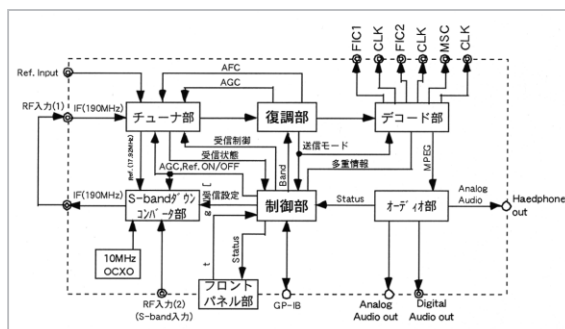 FIC1
CLK
FIC2
CLK
MSC
CLK
Ref. Input
AFC
AGC
RF入力(1)
IF(190MHz)
チューナ部
復調部
デコード部
受信制御
送信モード
受信状態
多重情報
MPEG
Ref.(17.92MHz)
AGC,Ref.ON/OFF
Band
IF(190MHz)
S-bandダウン
コンバータ部
受信設定
制御部
Status
オーディオ部
Analog
Audio
Haedphone
out
10MHz
OCXO
t
Status
フロント
パネル部
RF入力(2)
(S-band入力)
GP-IB
Analog
Audio out
Digital
Audio out